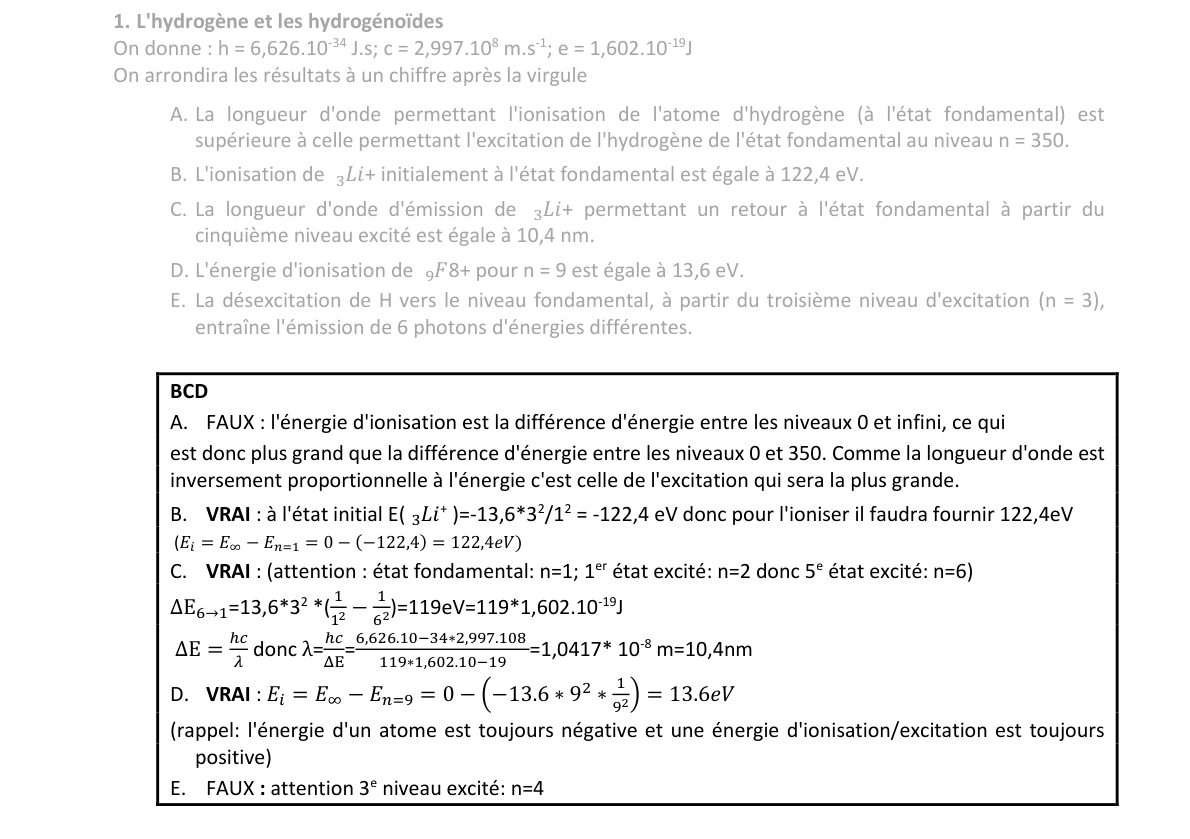 1. L'hydrogène et les hydrogénoïdes
On donne : h = 6,626.10⁻³⁴ J.s; c = 2,997.10⁸ m.s⁻¹; e = 1,602.10⁻¹⁹J
On arrondira les résultats à un chiffre après la virgule
A. La longueur d'onde permettant l'ionisation de l'atome d'hydrogène (à l'état fondamental) est
supérieure à celle permettant l'excitation de l'hydrogène de l'état fondamental au niveau n = 350.
B. L'ionisation de ₃Li+ initialement à l'état fondamental est égale à 122,4 eV.
C. La longueur d'onde d'émission de ₃Li+ permettant un retour à l'état fondamental à partir du
cinquième niveau excité est égale à 10,4 nm.
D. L'énergie d'ionisation de ₉F8+ pour n = 9 est égale à 13,6 eV.
E. La désexcitation de H vers le niveau fondamental, à partir du troisième niveau d'excitation (n = 3),
entraîne l'émission de 6 photons d'énergies différentes.
BCD
A. FAUX : l'énergie d'ionisation est la différence d'énergie entre les niveaux 0 et infini, ce qui
est donc plus grand que la différence d'énergie entre les niveaux 0 et 350. Comme la longueur d'onde est
inversement proportionnelle à l'énergie c'est celle de l'excitation qui sera la plus grande.
B. VRAI : à l'état initial E( ₃Li⁺ )=-13,6*3²/1² = -122,4 eV donc pour l'ioniser il faudra fournir 122,4eV
(Eᵢ = E∞ − Eₙ₌₁ = 0 − (−122,4) = 122,4eV)
C. VRAI : (attention : état fondamental: n=1; 1ᵉʳ état excité: n=2 donc 5ᵉ état excité: n=6)
ΔE₆→₁=13,6*3² *(1/1² − 1/6²)=119eV=119*1,602.10⁻¹⁹J
ΔE = hc/λ donc λ=hc/ΔE=6,626.10−34*2,997.108/119*1,602.10−19=1,0417* 10⁻⁸ m=10,4nm
D. VRAI : Eᵢ = E∞ − Eₙ₌₉ = 0 − (−13.6 * 9² * 1/9²) = 13.6eV
(rappel: l'énergie d'un atome est toujours négative et une énergie d'ionisation/excitation est toujours
positive)
E. FAUX : attention 3ᵉ niveau excité: n=4